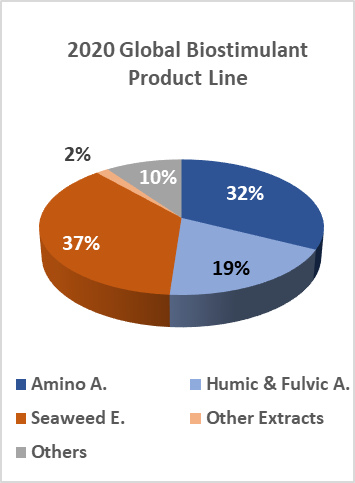 2020 Global Biostimulant
Product Line
2%
10%
32%
37%
19%
Amino A.
Humic & Fulvic A.
Seaweed E.
Other Extracts
Others